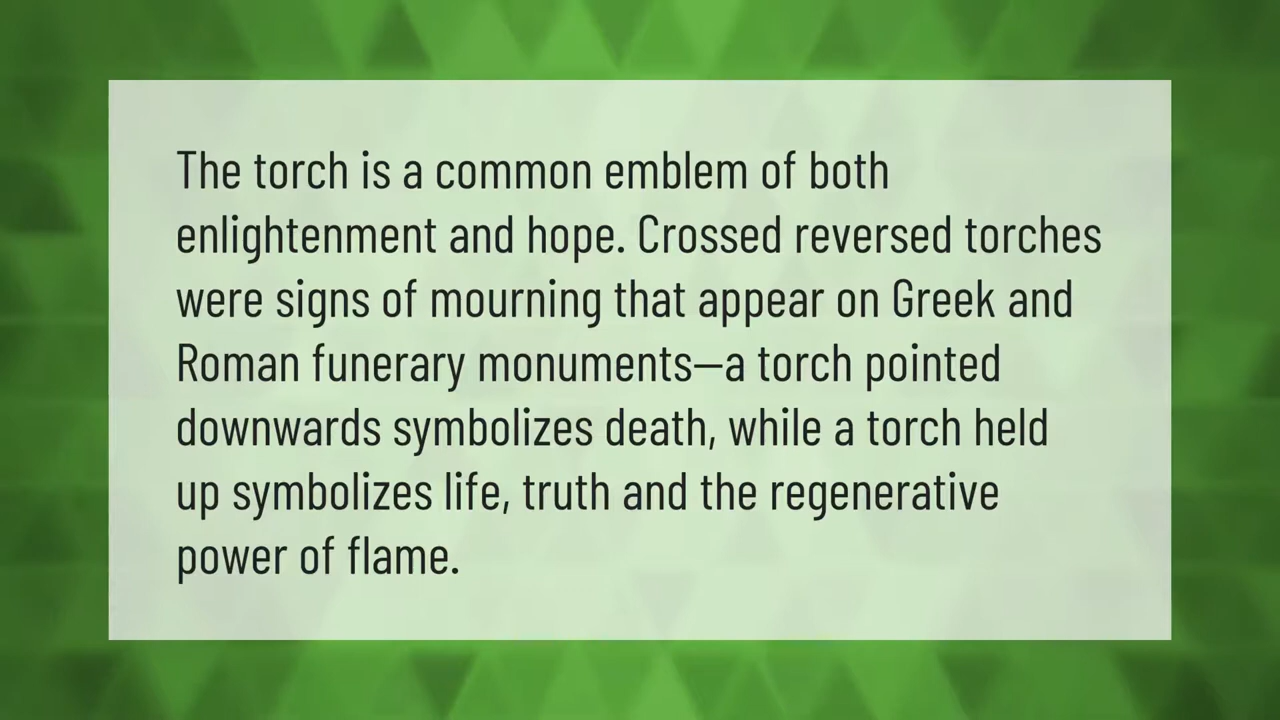 The torch is a common emblem of both
enlightenment and hope. Crossed reversed torches
were signs of mourning that appear on Greek and
Roman funerary monuments—a torch pointed
downwards symbolizes death, while a torch held
up symbolizes life, truth and the regenerative
power of flame.